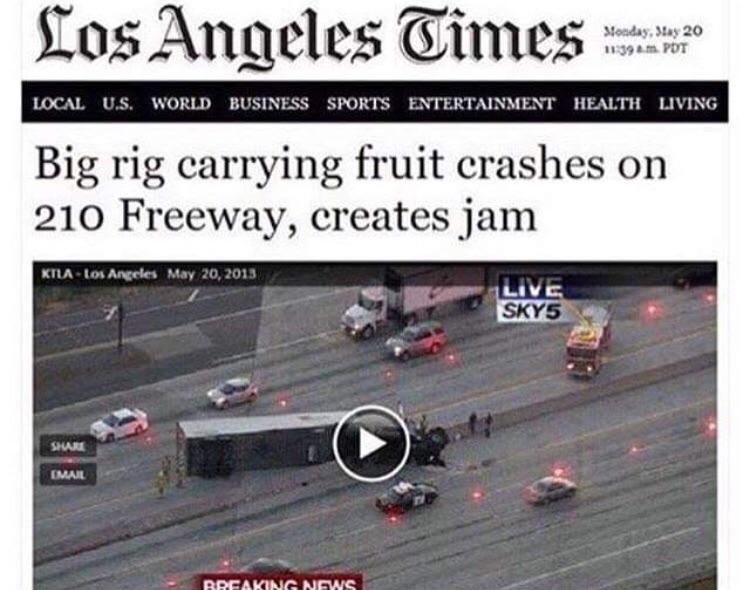 Los Angeles Times
Monday, May 20
11:39 a.m. PDT
LOCAL U.S. WORLD BUSINESS SPORTS ENTERTAINMENT HEALTH LIVING
Big rig carrying fruit crashes on
210 Freeway, creates jam
KTLA - Los Angeles May 20, 2013
LIVE
SKY5
SHARE
EMAIL
BREAKING NEWS